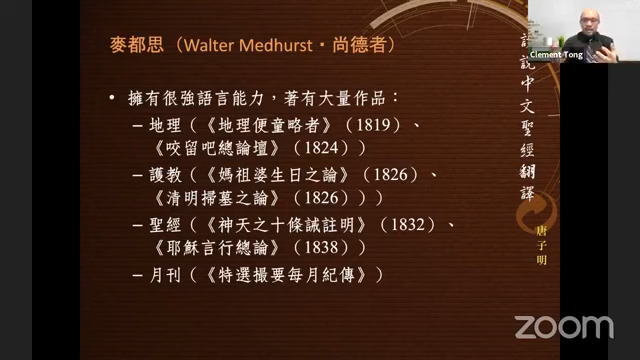 麥都思（Walter Medhurst・尚德者）
• 擁有很強語言能力，著有大量作品：
– 地理（《地理便童略者》（1819）、
《咬留吧總論壇》（1824））
– 護教（《媽祖婆生日之論》（1826）、
《清明掃墓之論》（1826）））
– 聖經（《神天之十條誡註明》（1832）、
《耶穌言行總論》（1838））
– 月刊（《特選撮要每月紀傳》）
說中文聖經翻譯
唐子明
Clement Tong
zoom